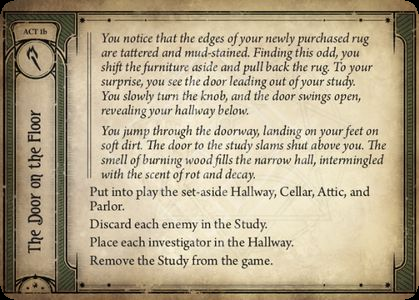 ACT 1b
The Door on the Floor
You notice that the edges of your newly purchased rug
are tattered and mud-stained. Finding this odd, you
shift the furniture aside and pull back the rug. To your
surprise, you see the door leading out of your study.
You slowly turn the knob, and the door swings open,
revealing your hallway below.
You jump through the doorway, landing on your feet on
soft dirt. The door to the study slams shut above you. The
smell of burning wood fills the narrow hall, intermingled
with the scent of rot and decay.
Put into play the set-aside Hallway, Cellar, Attic, and
Parlor.
Discard each enemy in the Study.
Place each investigator in the Hallway.
Remove the Study from the game.